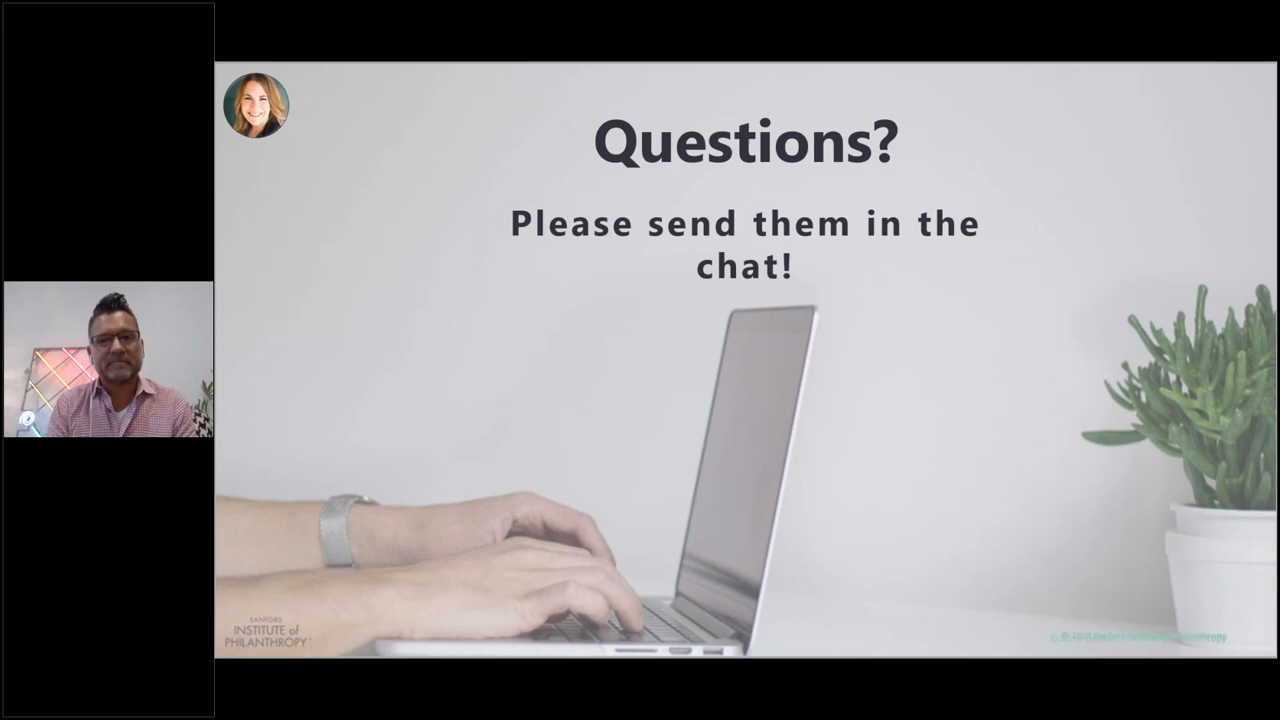 Questions?
Please send them in the
chat!
SANFORD
INSTITUTE of
PHILANTHROPY